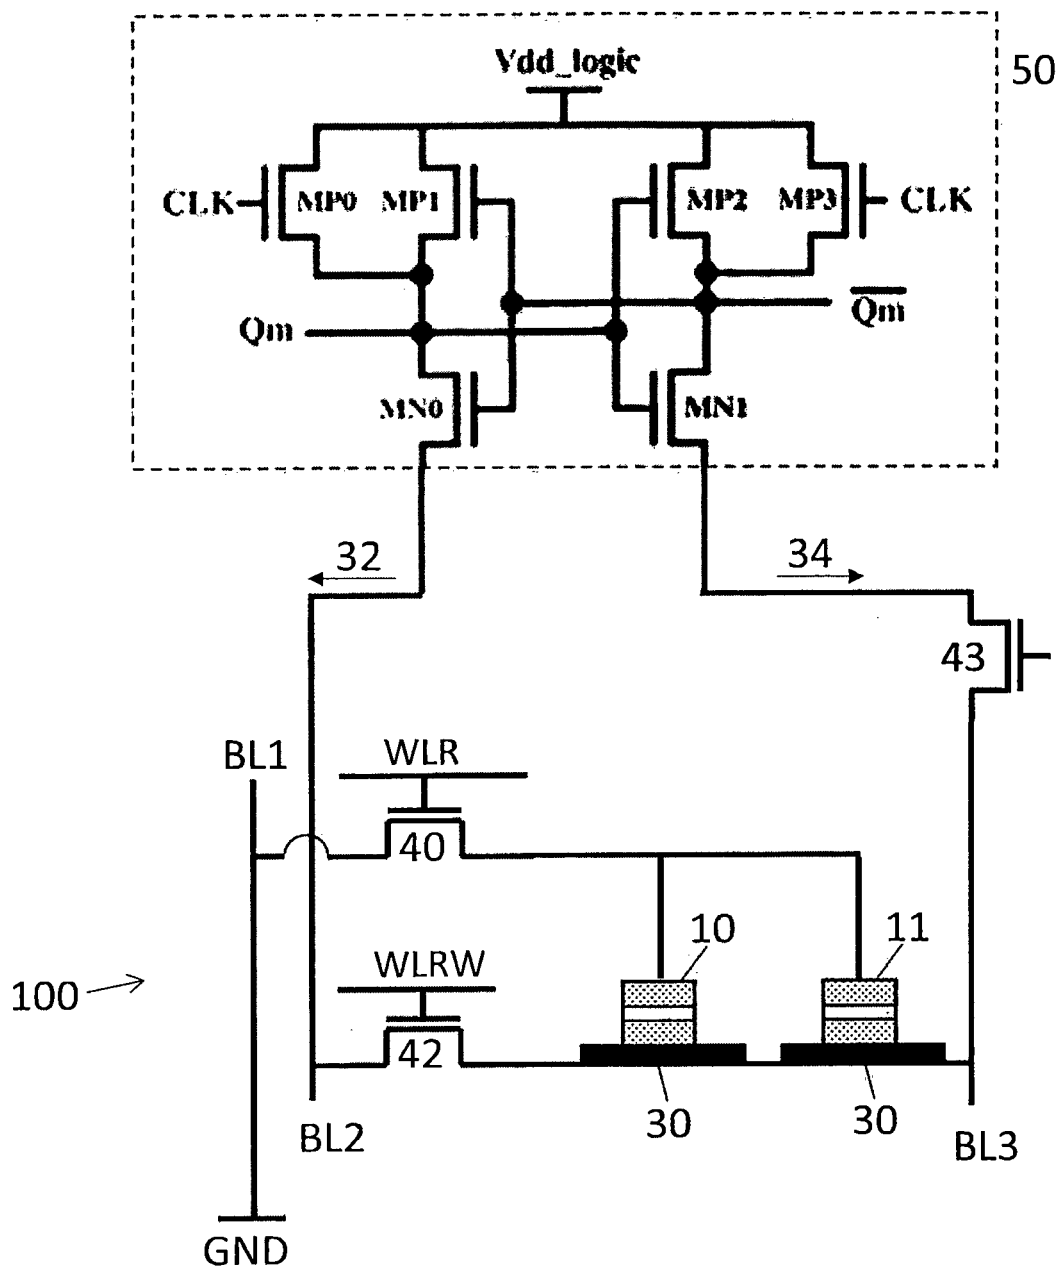 Vdd_logic
50
CLK
MP0
MP1
MP2
MP3
CLK
Qm
Qm
MN0
MN1
32
34
43
BL1
WLR
40
10
11
WLRW
100
42
30
30
BL2
BL3
GND